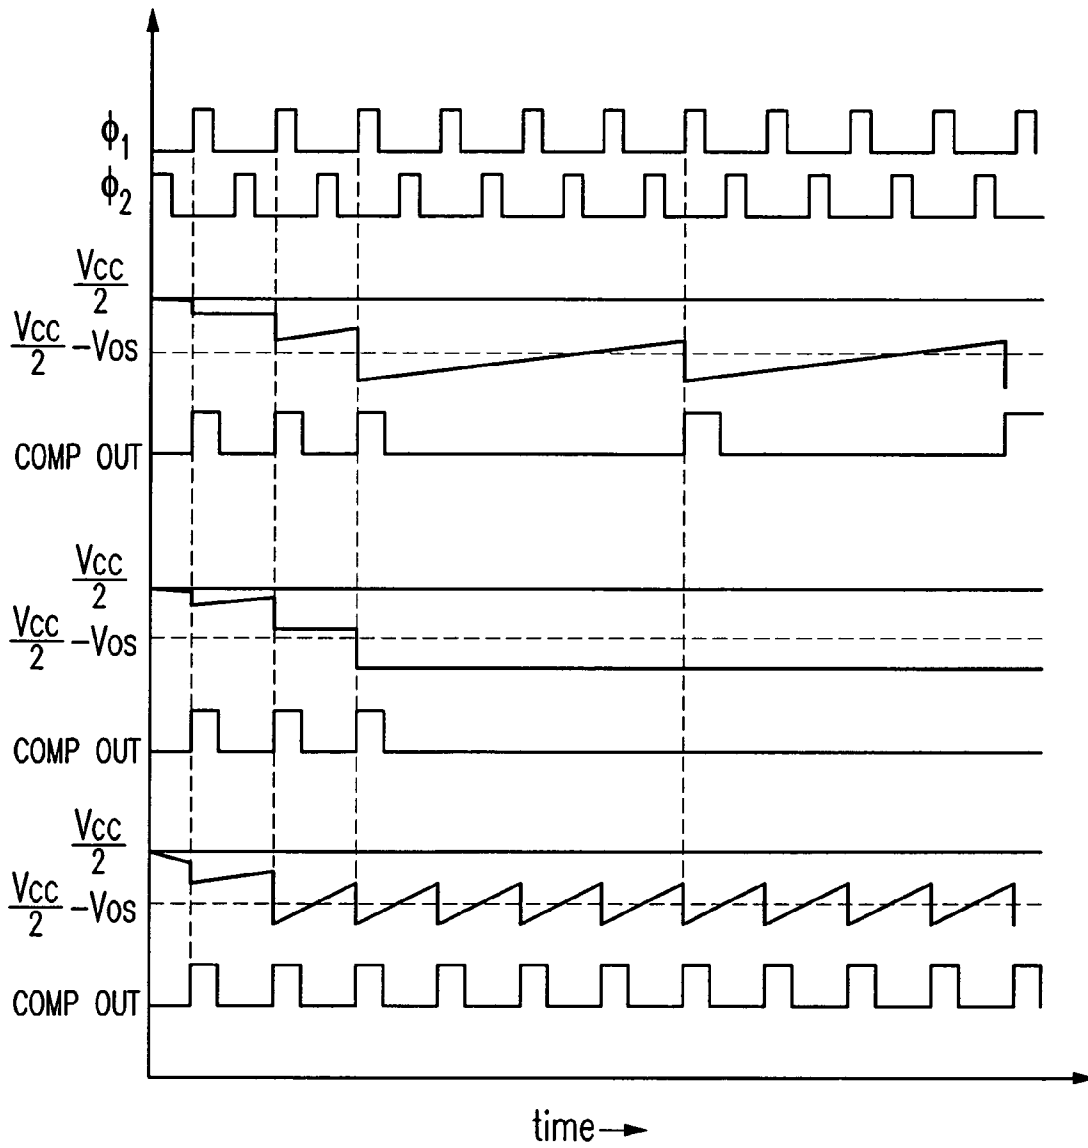 ϕ1
ϕ2
Vcc/2
Vcc/2 –Vos
COMP OUT
Vcc/2
Vcc/2 –Vos
COMP OUT
Vcc/2
Vcc/2 –Vos
COMP OUT
time→